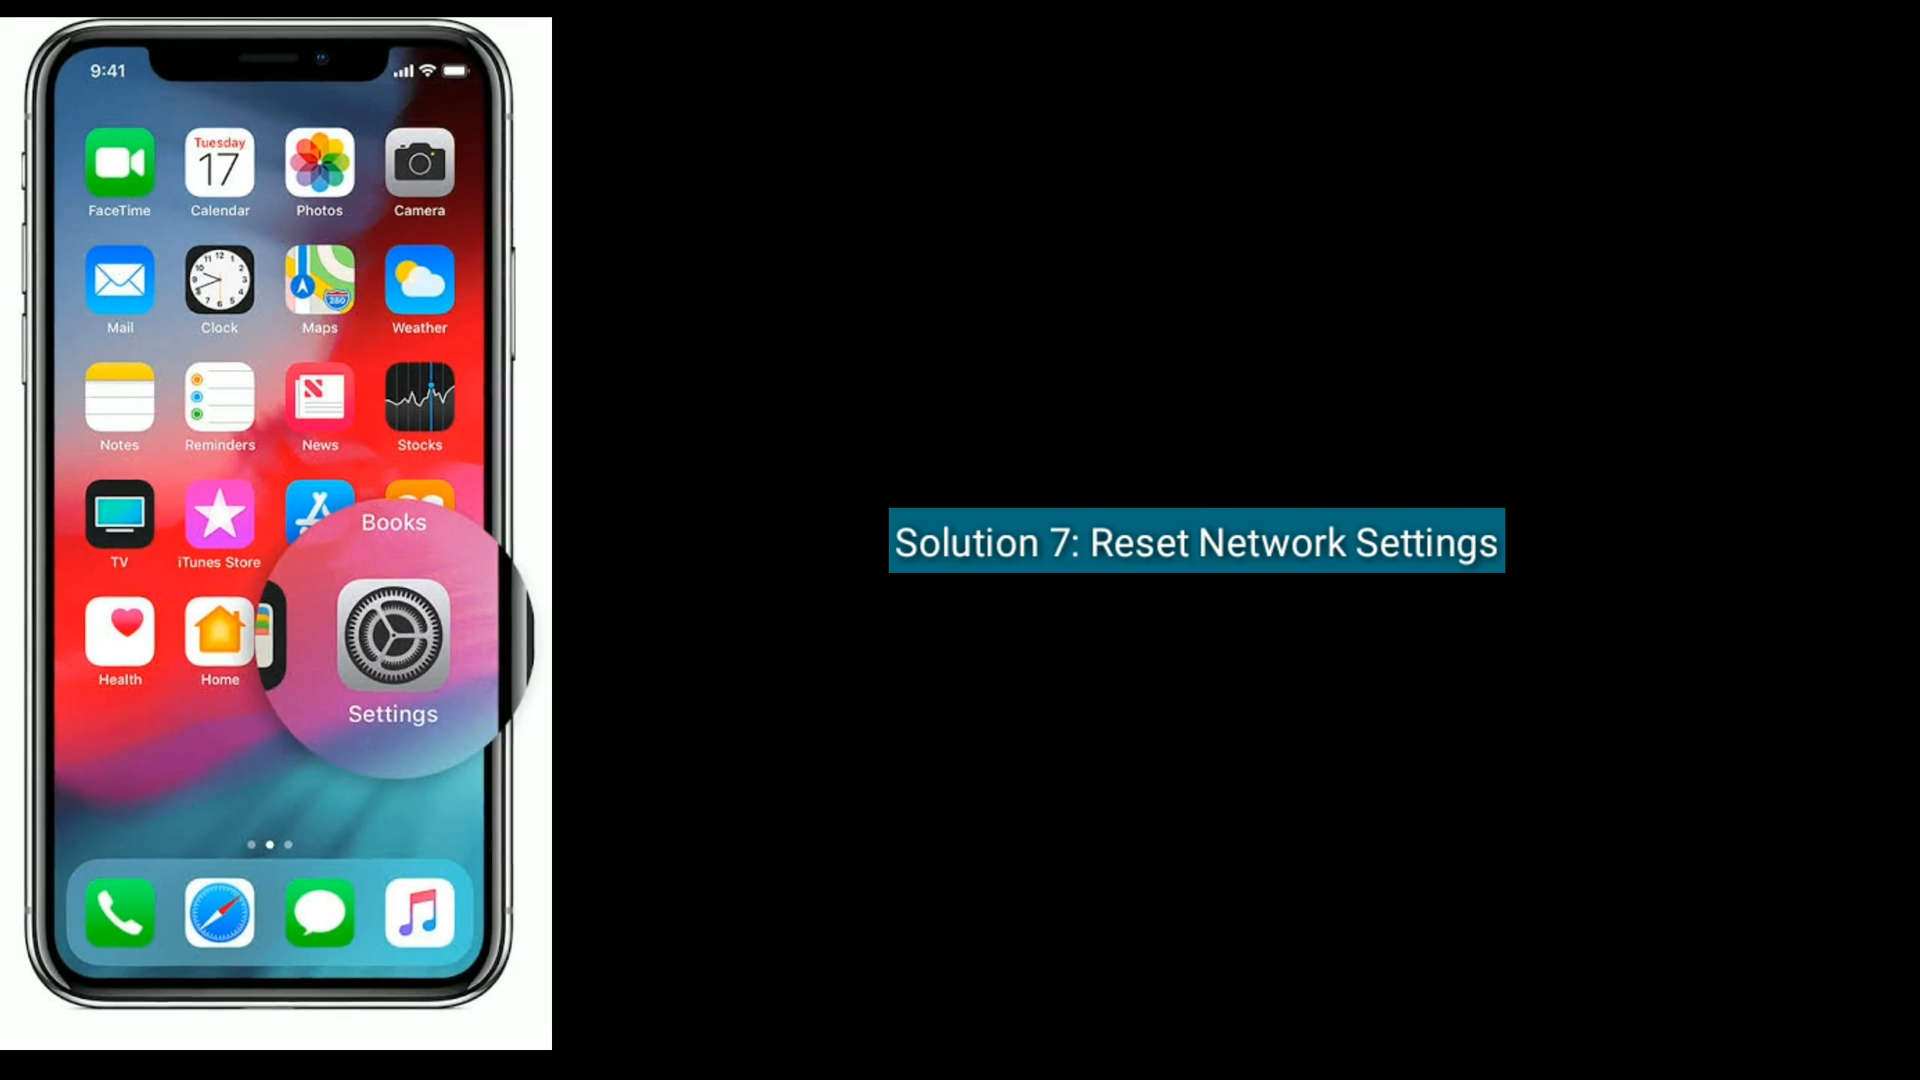 9:41
Tuesday
17
FaceTime
Calendar
Photos
Camera
280
Mail
Clock
Maps
Weather
Notes
Reminders
News
Stocks
Books
TV
iTunes Store
Health
Home
Settings
Solution 7: Reset Network Settings